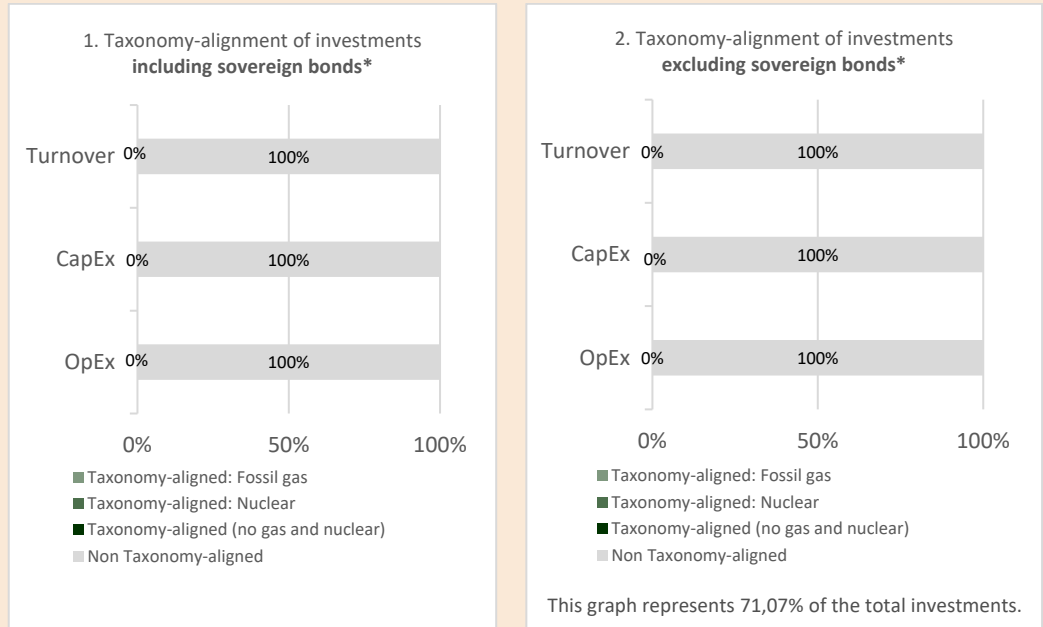 1. Taxonomy-alignment of investments
including sovereign bonds*
Turnover 0% 100%
CapEx 0% 100%
OpEx 0% 100%
0% 50% 100%
Taxonomy-aligned: Fossil gas
Taxonomy-aligned: Nuclear
Taxonomy-aligned (no gas and nuclear)
Non Taxonomy-aligned
2. Taxonomy-alignment of investments
excluding sovereign bonds*
Turnover 0% 100%
CapEx 0% 100%
OpEx 0% 100%
0% 50% 100%
Taxonomy-aligned: Fossil gas
Taxonomy-aligned: Nuclear
Taxonomy-aligned (no gas and nuclear)
Non Taxonomy-aligned
This graph represents 71,07% of the total investments.